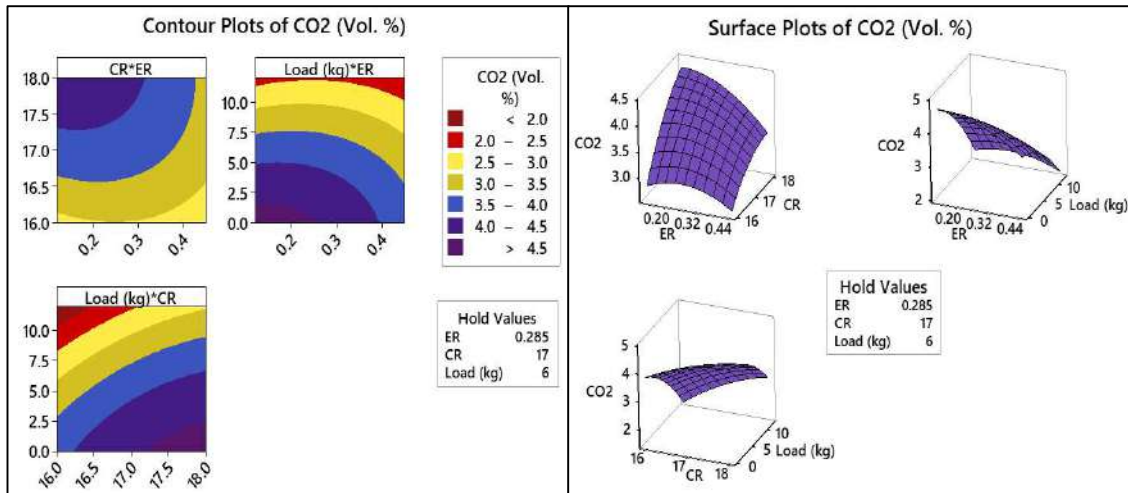 Contour Plots of CO2 (Vol. %)
CR*ER
18.0
17.5
17.0
16.5
16.0
0.2
0.3
0.4
Load (kg)*ER
10.0
7.5
5.0
2.5
0.0
0.2
0.3
0.4
CO2 (Vol.
%)
< 2.0
2.0 – 2.5
2.5 – 3.0
3.0 – 3.5
3.5 – 4.0
4.0 – 4.5
> 4.5
Load (kg)*CR
10.0
7.5
5.0
2.5
0.0
16.0
16.5
17.0
17.5
18.0
Hold Values
ER 0.285
CR 17
Load (kg) 6
Surface Plots of CO2 (Vol. %)
4.5
4.0
3.5
3.0
CO2
0.20 0.32 0.44
ER
16
17
18
CR
5
4
3
2
CO2
0.20 0.32 0.44
ER
0
5
10
Load (kg)
Hold Values
ER 0.285
CR 17
Load (kg) 6
5
4
3
2
CO2
16 17 18
CR
0
5
10
Load (kg)